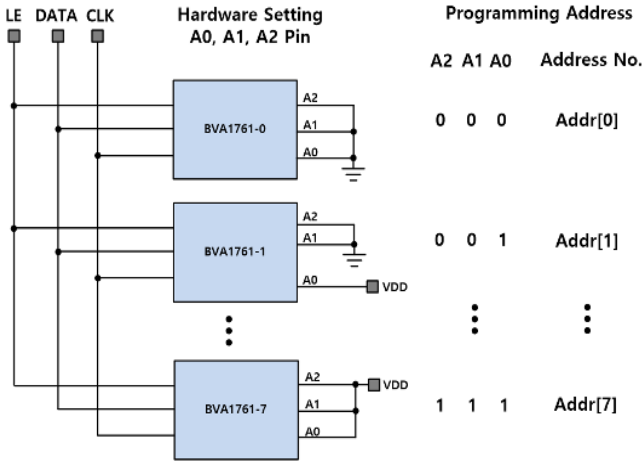 LE DATA CLK
Hardware Setting
A0, A1, A2 Pin
Programming Address
A2 A1 A0 Address No.
BVA1761-0
A2
A1
A0
0 0 0 Addr[0]
BVA1761-1
A2
A1
A0
VDD
0 0 1 Addr[1]
BVA1761-7
A2
A1
A0
VDD
1 1 1 Addr[7]